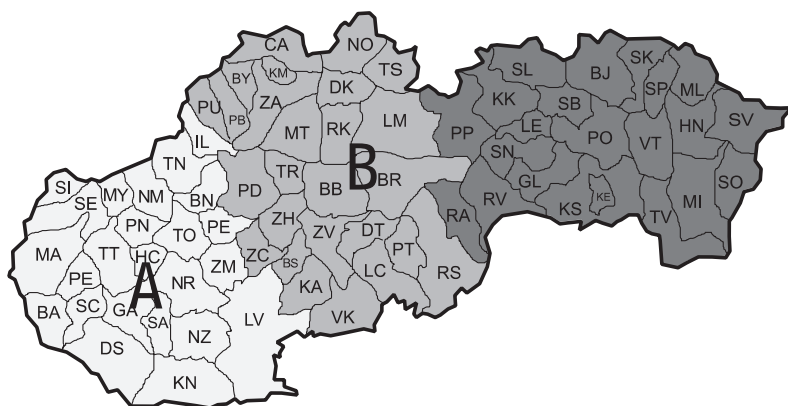 CA NO
BY KM TS
SL SK
BJ
PU ZA DK
KK SB SP ML
PB MT RK LM
PP LE PO HN SV
IL
TN SN VT
B
TR BB BR
SI MY NM PD
GL SO
SE BN RV KS KE MI
RA TV
PN TO PE ZH ZV DT
MA TT HC ZM ZC BS PT
PE NR LC RS
A
KA
BA SC GA SA LV VK
NZ
DS
KN